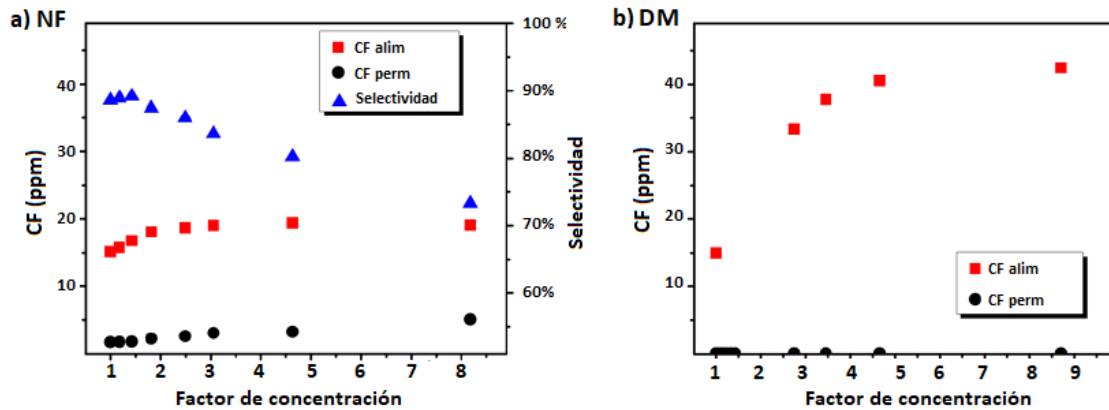 a) NF
CF alim
CF perm
Selectividad
40
30
20
10
CF (ppm)
100 %
90%
80%
70%
60%
Selectividad
1 2 3 4 5 6 7 8
Factor de concentración
b) DM
40
30
20
10
CF (ppm)
CF alim
CF perm
1 2 3 4 5 6 7 8 9
Factor de concentración